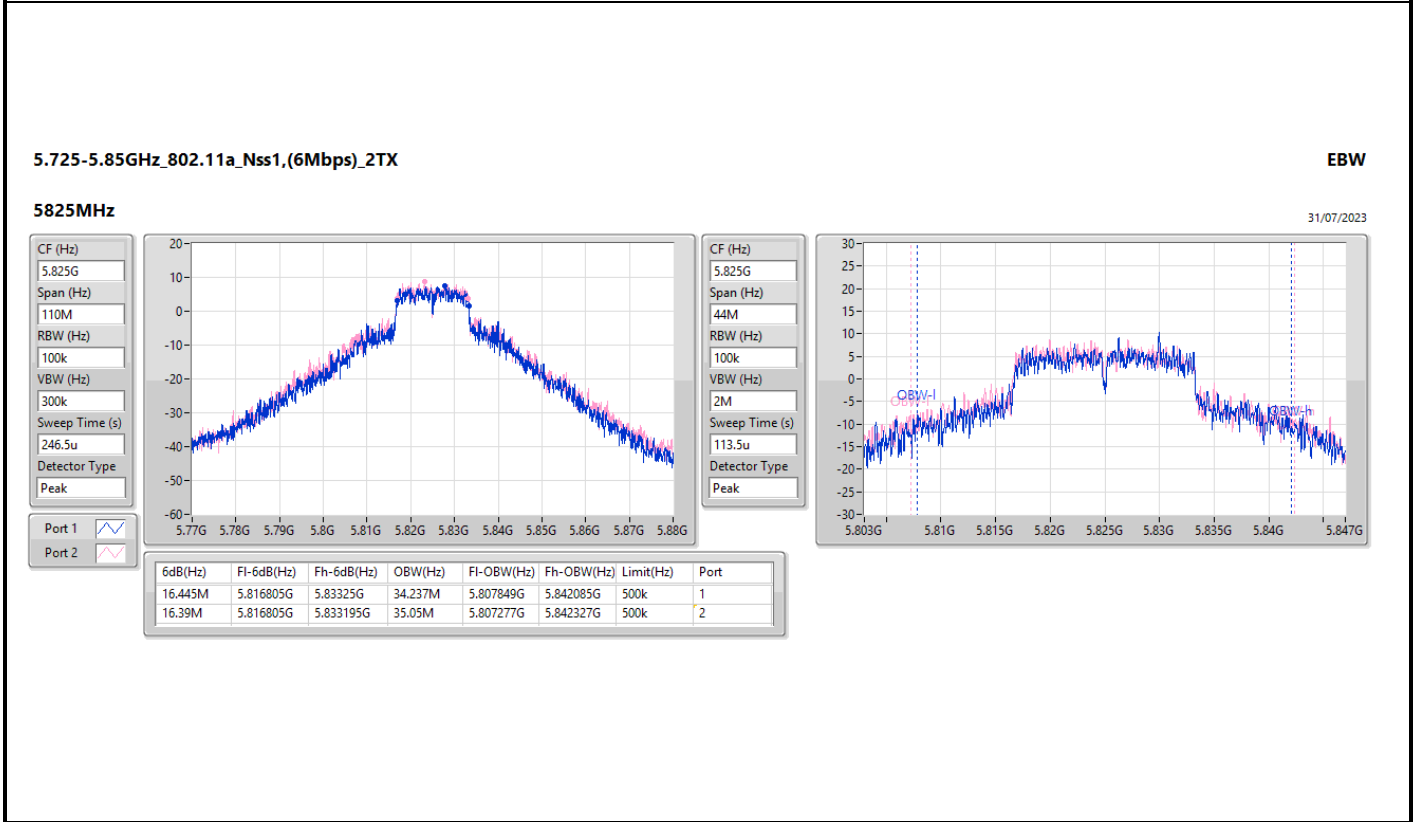 5.725-5.85GHz_802.11a_Nss1,(6Mbps)_2TX
EBW
5825MHz
31/07/2023
CF (Hz)
5.825G
Span (Hz)
110M
RBW (Hz)
100k
VBW (Hz)
300k
Sweep Time (s)
246.5u
Detector Type
Peak
Port 1
Port 2
20
10
0
-10
-20
-30
-40
-50
-60
5.77G 5.78G 5.79G 5.8G 5.81G 5.82G 5.83G 5.84G 5.85G 5.86G 5.87G 5.88G
CF (Hz)
5.825G
Span (Hz)
44M
RBW (Hz)
100k
VBW (Hz)
2M
Sweep Time (s)
113.5u
Detector Type
Peak
30
25
20
15
10
5
0
-5
-10
-15
-20
-25
-30
OBW-l
OBW-l
OBW-h
OBW-h
5.803G 5.81G 5.815G 5.82G 5.825G 5.83G 5.835G 5.84G 5.847G
6dB(Hz) Fl-6dB(Hz) Fh-6dB(Hz) OBW(Hz) Fl-OBW(Hz) Fh-OBW(Hz) Limit(Hz) Port
16.445M 5.816805G 5.83325G 34.237M 5.807849G 5.842085G 500k 1
16.39M 5.816805G 5.833195G 35.05M 5.807277G 5.842327G 500k 2